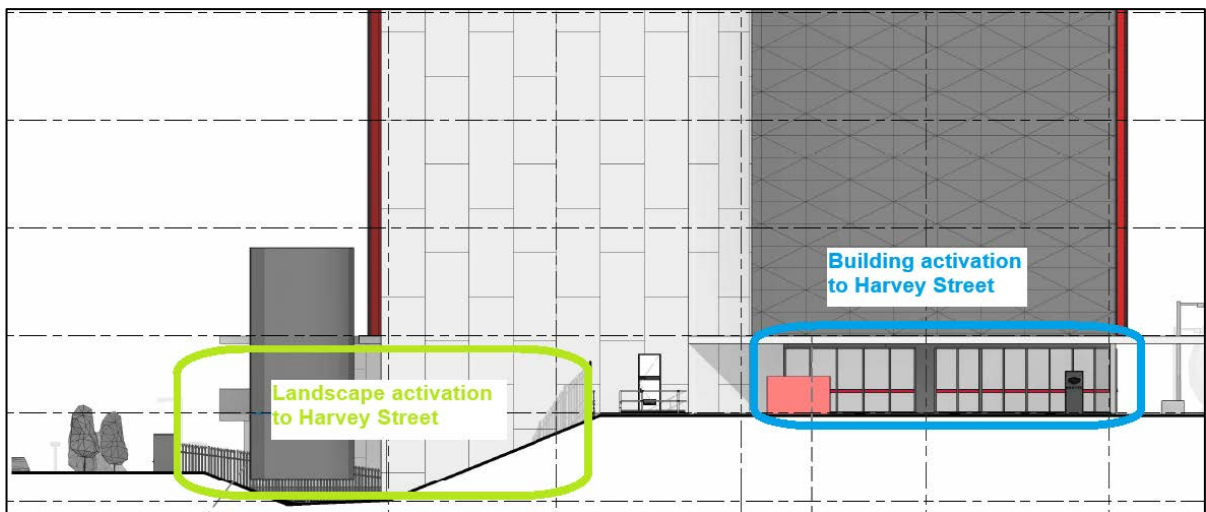 Building activation
to Harvey Street
Landscape activation
to Harvey Street